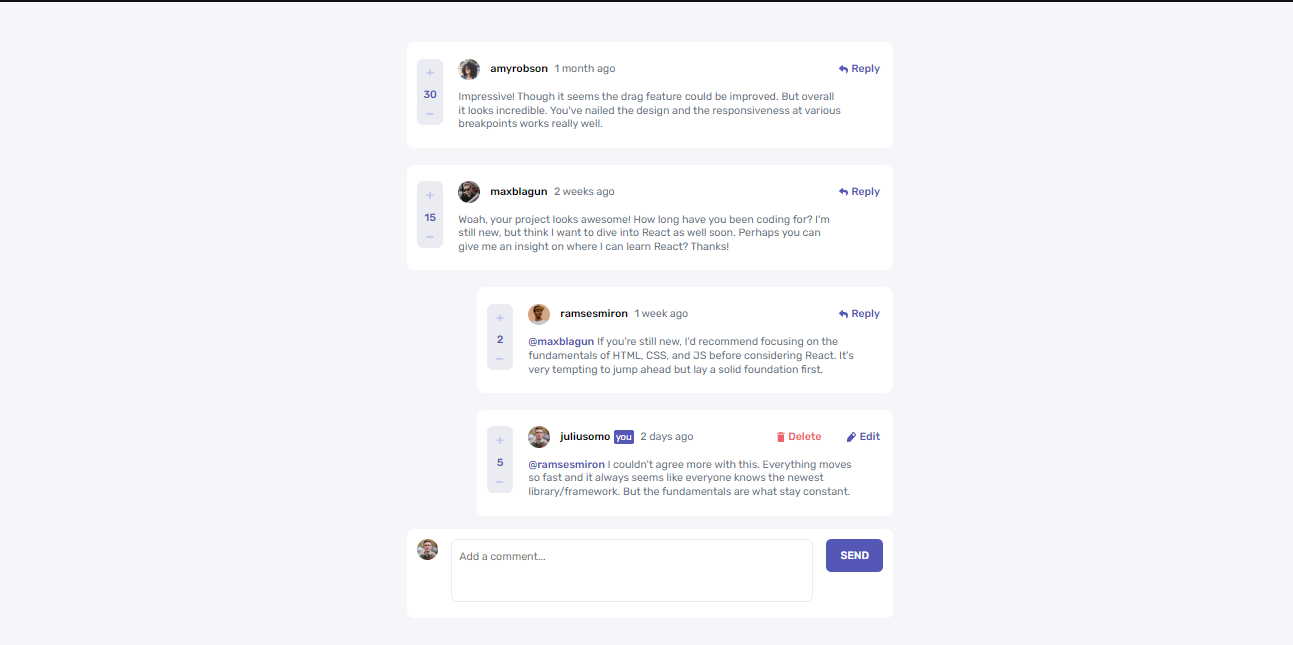 +
30
−
amyrobson 1 month ago
Reply
Impressive! Though it seems the drag feature could be improved. But overall
it looks incredible. You've nailed the design and the responsiveness at various
breakpoints works really well.
+
15
−
maxblagun 2 weeks ago
Reply
Woah, your project looks awesome! How long have you been coding for? I'm
still new, but think I want to dive into React as well soon. Perhaps you can
give me an insight on where I can learn React? Thanks!
+
2
−
ramsesmiron 1 week ago
Reply
@maxblagun If you're still new, I'd recommend focusing on the
fundamentals of HTML, CSS, and JS before considering React. It's
very tempting to jump ahead but lay a solid foundation first.
+
5
−
juliusomo you 2 days ago
Delete
Edit
@ramsesmiron I couldn't agree more with this. Everything moves
so fast and it always seems like everyone knows the newest
library/framework. But the fundamentals are what stay constant.
Add a comment...
SEND